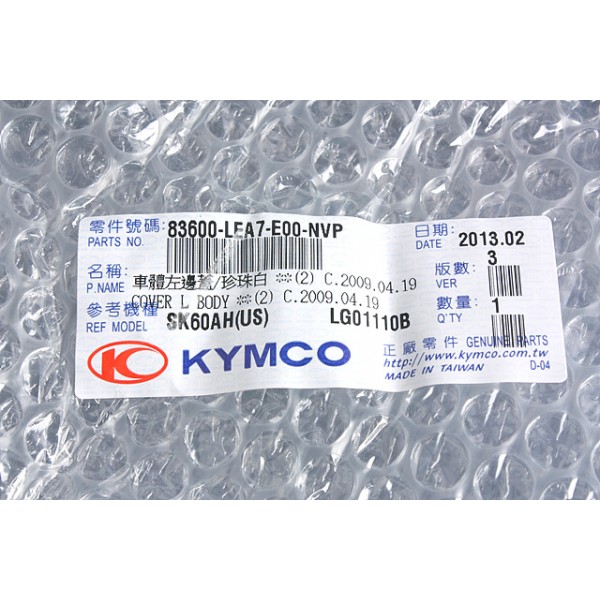 零件號碼: 83600-LEA7-E00-NVP
PARTS NO.
日期:
DATE 2013.02
名稱: 車體左邊蓋/珍珠白 **(2) C.2009.04.19
P.NAME COVER L BODY **(2) C.2009.04.19
版數: 3
VER
參考機種
REF MODEL SK60AH(US) LG01110B
數量: 1
Q'TY
KYMCO
正廠零件 GENUINE PARTS
http://www.kymco.com.tw
MADE IN TAIWAN
D-04